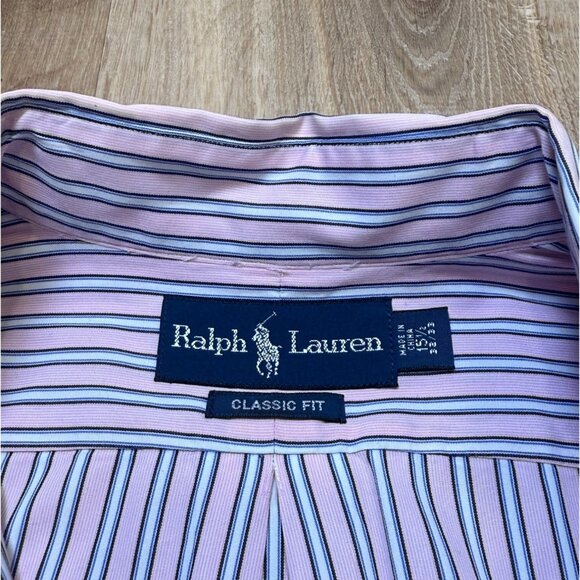 Ralph Lauren
CLASSIC FIT
MADE IN
CHINA
15½
32/33